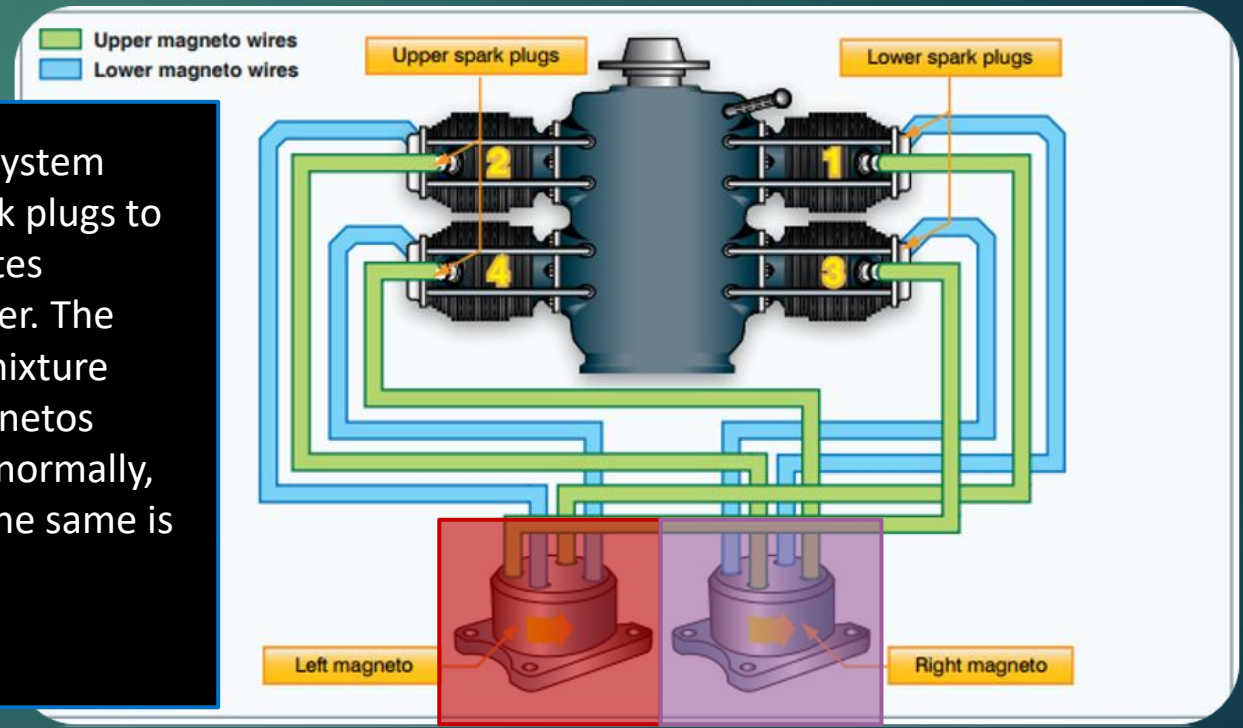 Upper magneto wires
Lower magneto wires
Upper spark plugs
Lower spark plugs
ystem
k plugs to
tes
er. The
nixture
netos
normally,
ne same is
2
1
4
3
Left magneto
Right magneto